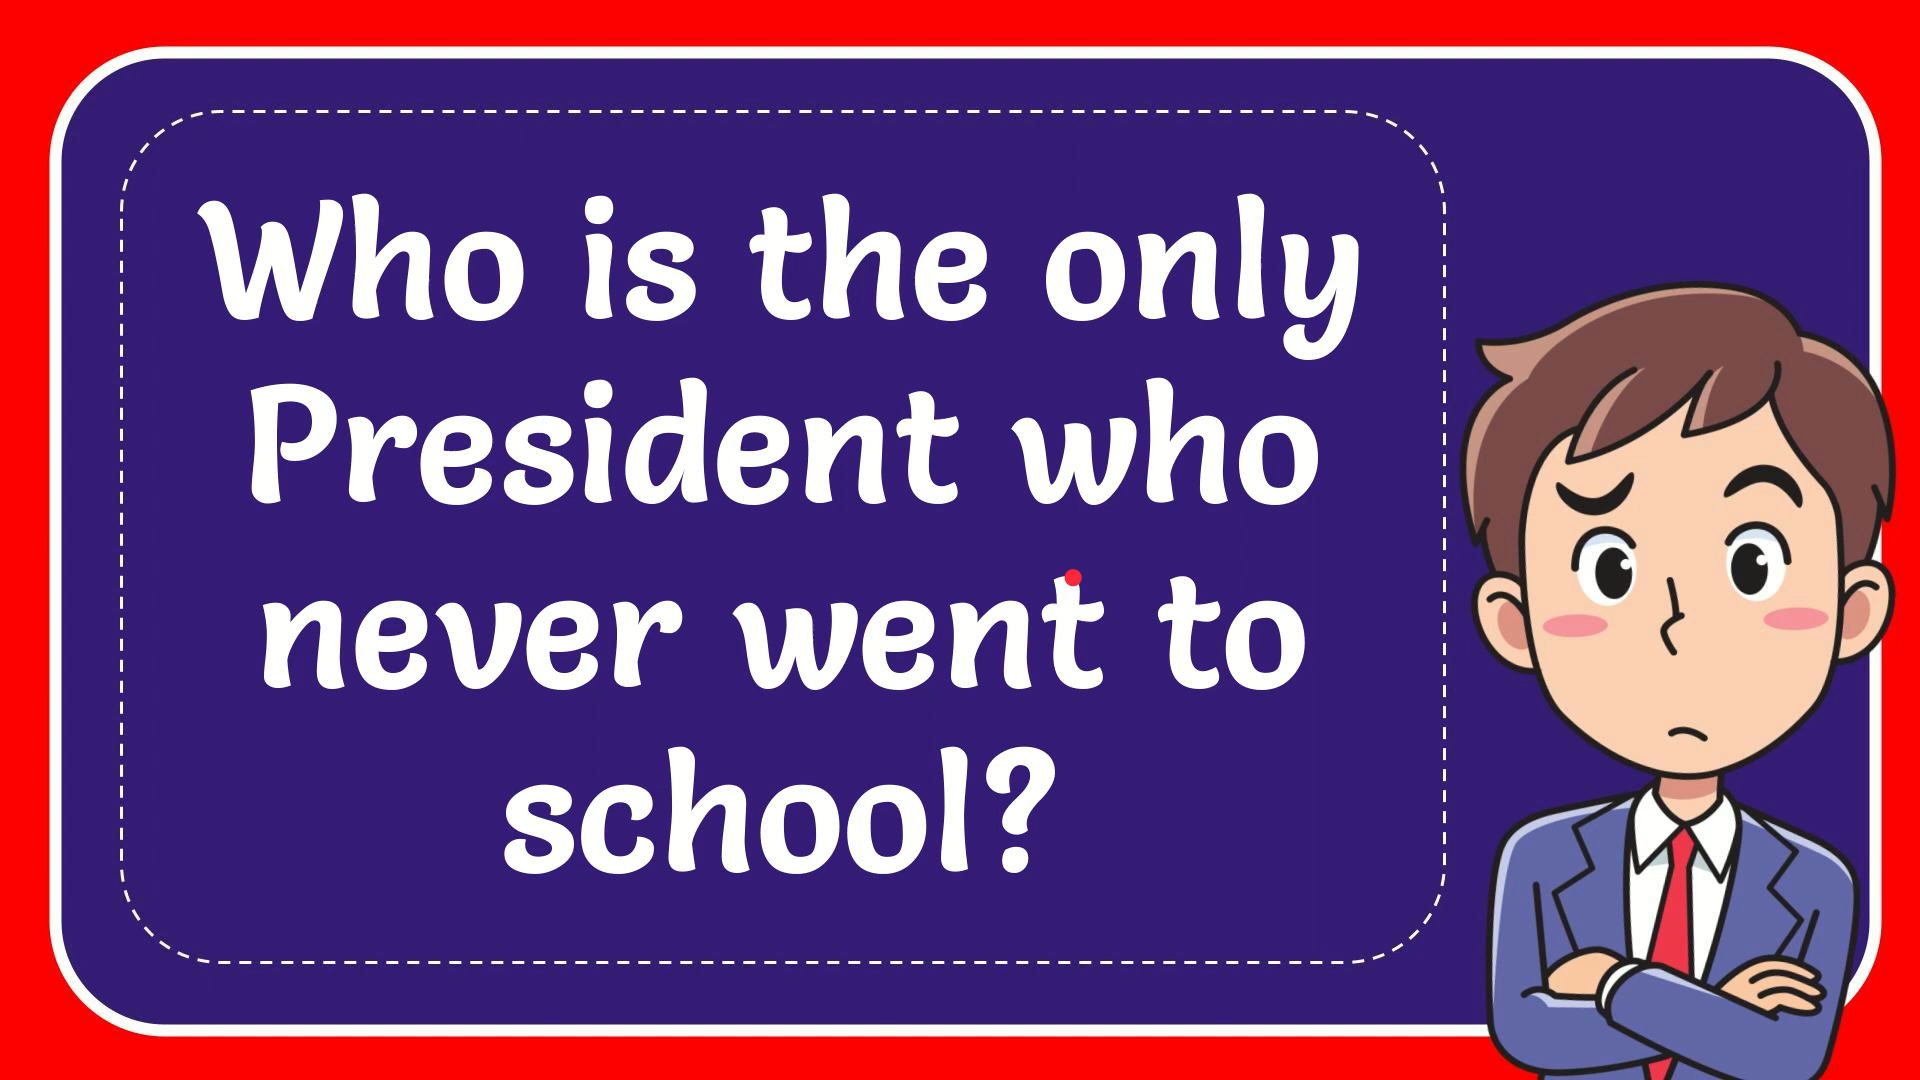 Who is the only
President who
never went to
school?